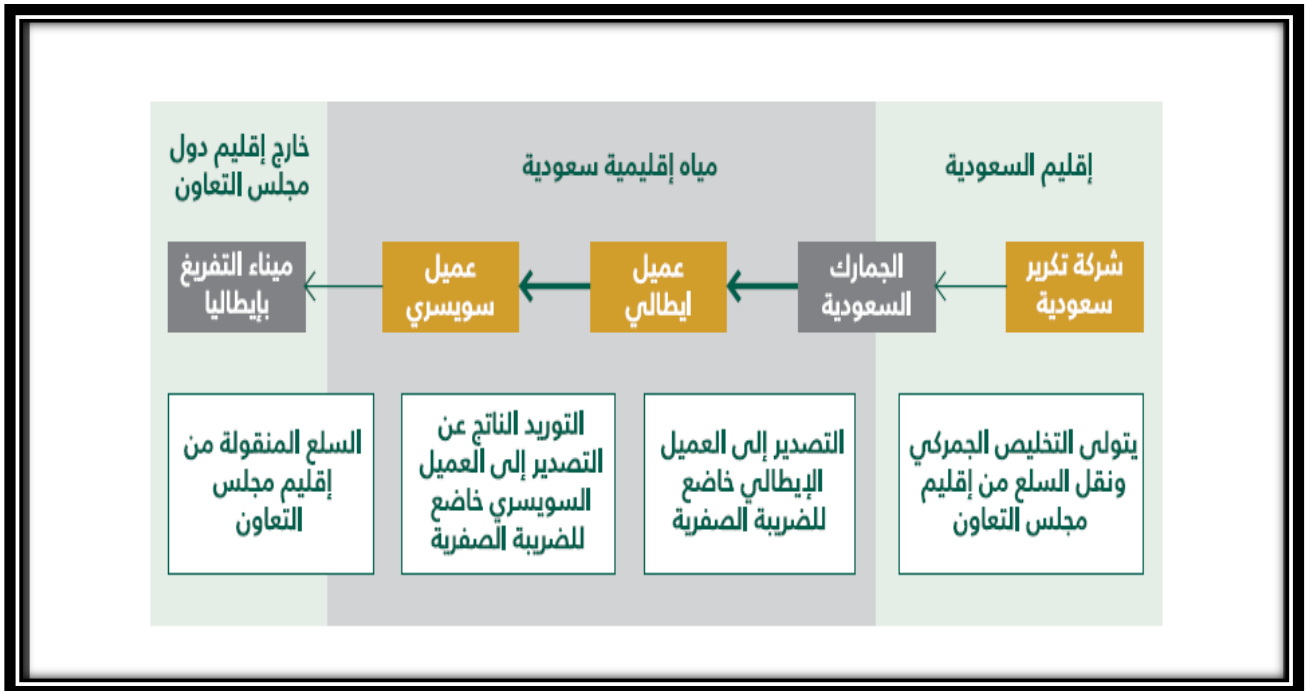 إقليم السعودية
مياه إقليمية سعودية
خارج إقليم دول
مجلس التعاون
شركة تكرير
سعودية
الجمارك
السعودية
عميل
ايطالي
عميل
سويسري
ميناء التفريغ
بإيطاليا
يتولى التخليص الجمركي
ونقل السلع من إقليم
مجلس التعاون
التصدير إلى العميل
الإيطالي خاضع
للضريبة الصفرية
التوريد الناتج عن
التصدير إلى العميل
السويسري خاضع
للضريبة الصفرية
السلع المنقولة من
إقليم مجلس
التعاون